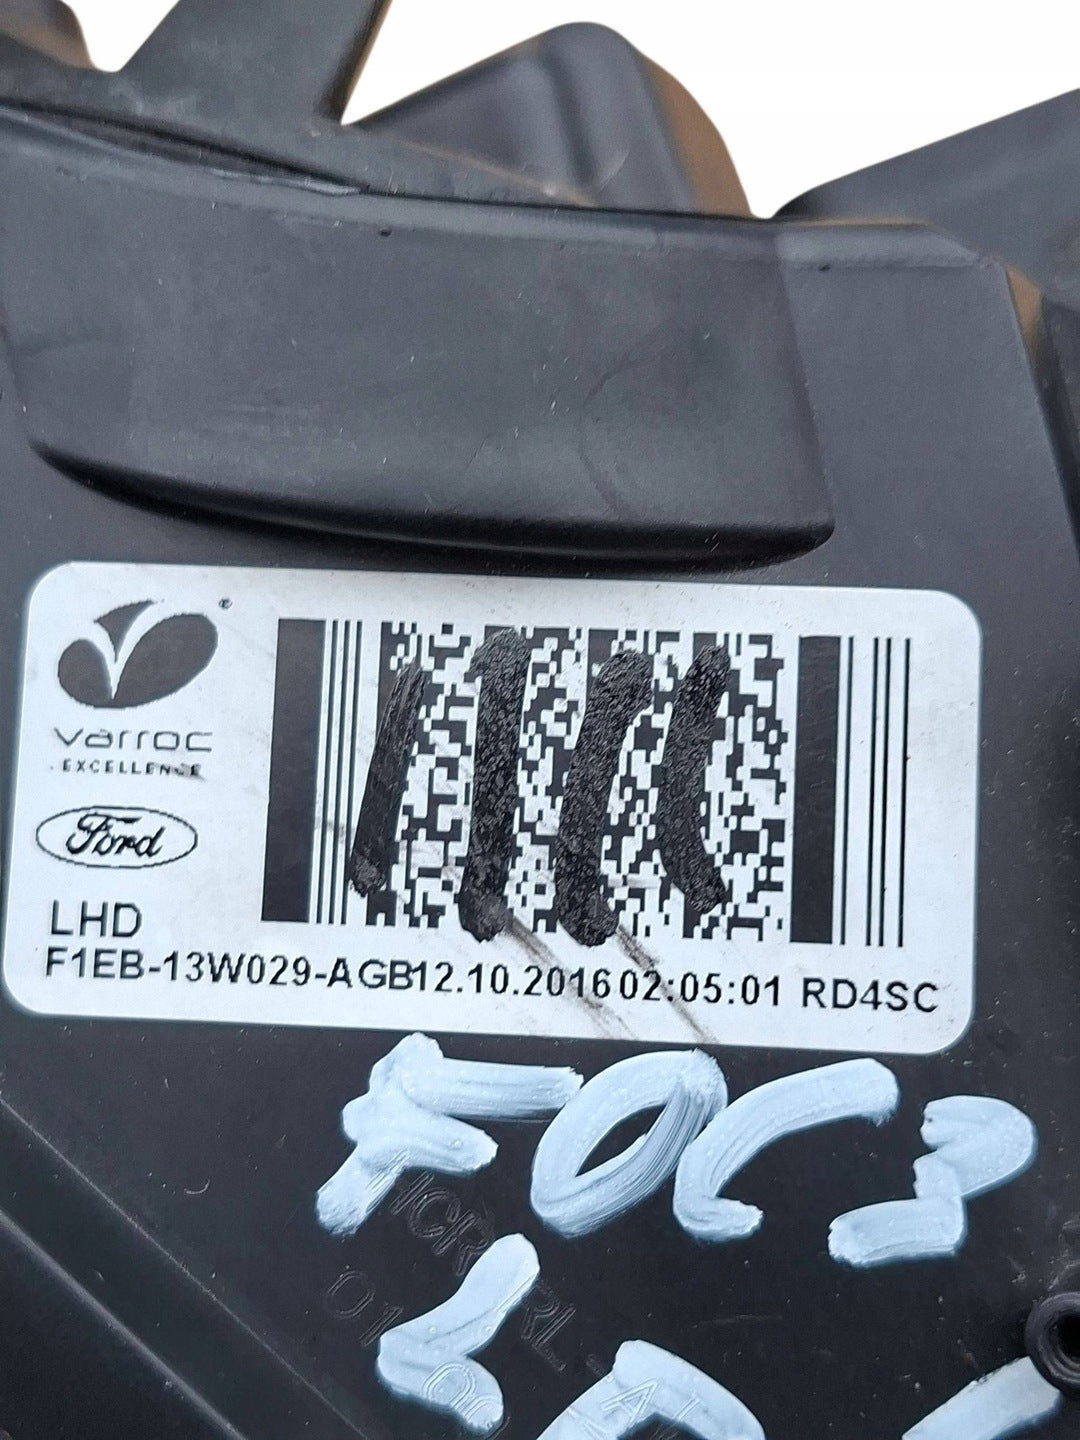 varroc
EXCELLENCE
Ford
LHD
F1EB-13W029-AGB12.10.2016 02:05:01 RD4SC
FOC3